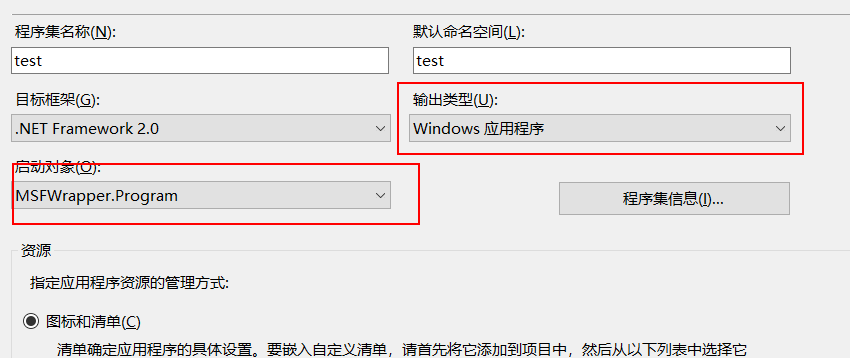 程序集名称(N):
默认命名空间(L):
test
test
目标框架(G):
输出类型(U):
.NET Framework 2.0
Windows 应用程序
启动对象(O):
MSFWrapper.Program
程序集信息(I)...
资源
指定应用程序资源的管理方式:
图标和清单(C)
清单确定应用程序的具体设置。要嵌入自定义清单，请首先将它添加到项目中，然后从以下列表中选择它